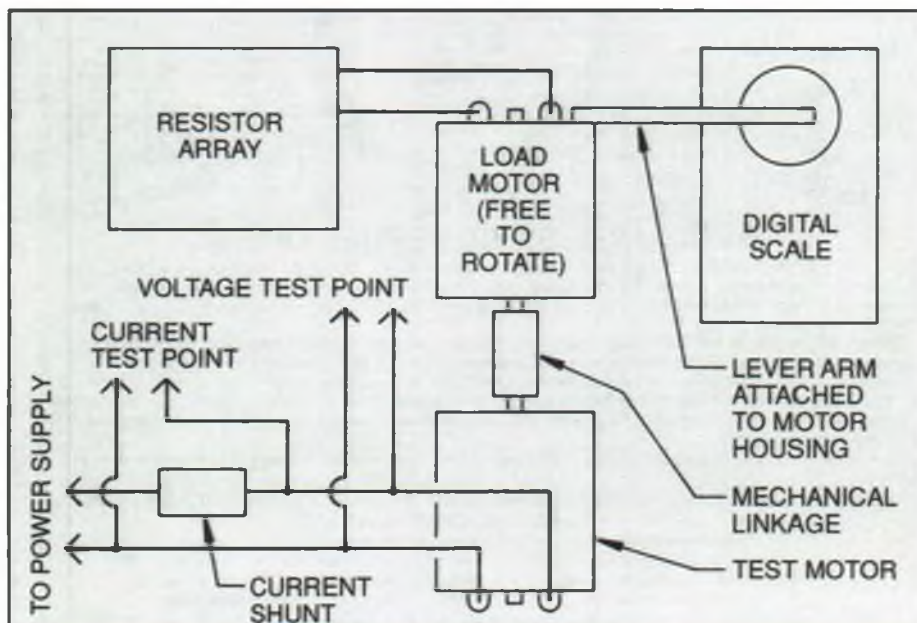 RESISTOR
ARRAY
LOAD
MOTOR
(FREE
TO
ROTATE)
DIGITAL
SCALE
VOLTAGE TEST POINT
CURRENT
TEST POINT
TO POWER SUPPLY
LEVER ARM
ATTACHED
TO MOTOR
HOUSING
MECHANICAL
LINKAGE
TEST MOTOR
CURRENT
SHUNT